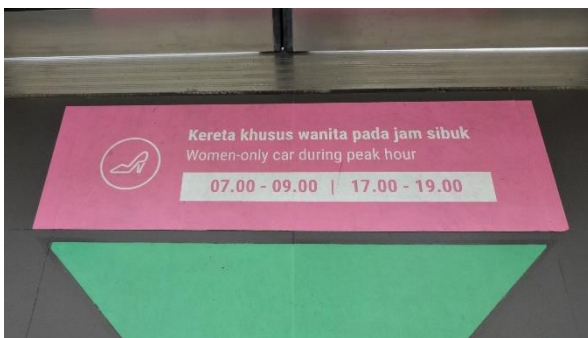 Kereta khusus wanita pada jam sibuk
Women-only car during peak hour
07.00 - 09.00 | 17.00 - 19.00